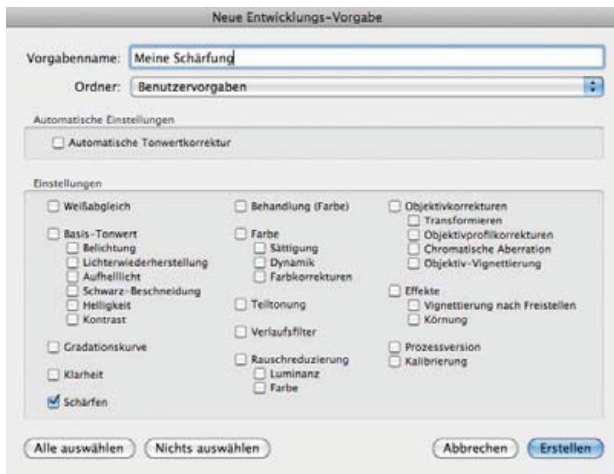 Neue Entwicklungs-Vorgabe
Vorgabenname: Meine Schärfung
Ordner: Benutzervorgaben
Automatische Einstellungen
Automatische Tonwertkorrektur
Einstellungen
Weißabgleich
Basis-Tonwert
Belichtung
Lichterwiederherstellung
Aufhelllicht
Schwarz-Beschneidung
Helligkeit
Kontrast
Gradationskurve
Klarheit
Schärfen
Behandlung (Farbe)
Farbe
Sättigung
Dynamik
Farbkorrekturen
Teiltonung
Verlaufsfilter
Rauschreduzierung
Luminanz
Farbe
Objektivkorrekturen
Transformieren
Objektivprofilkorrekturen
Chromatische Aberration
Objektiv-Vignettierung
Effekte
Vignettierung nach Freistellen
Körnung
Prozessversion
Kalibrierung
Alle auswählen Nichts auswählen Abbrechen Erstellen